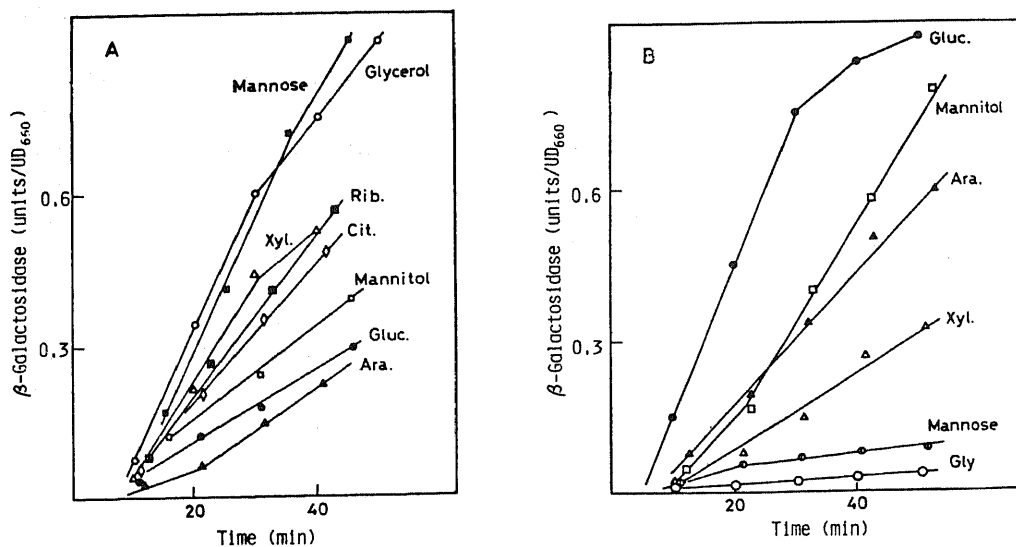 A
β-Galactosidase (units/UD660)
0.6
0.3
20
40
Time (min)
Mannose
Glycerol
Rib.
Xyl.
Cit.
Mannitol
Gluc.
Ara.
B
β-Galactosidase (units/UD660)
0.6
0.3
20
40
Time (min)
Gluc.
Mannitol
Ara.
Xyl.
Mannose
Gly